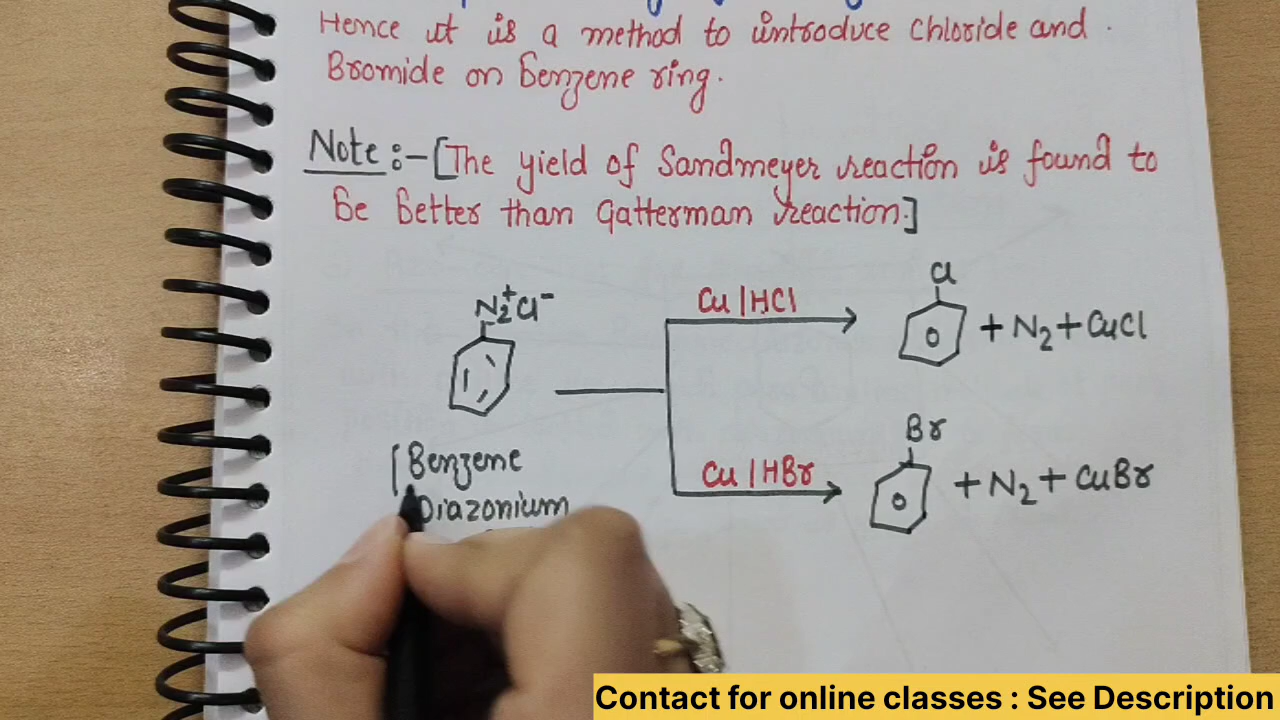 Hence it is a method to introduce chloride and
Bromide on benzene ring.
Note :- [The yield of Sandmeyer reaction is found to
be better than Gatterman reaction.]
N₂⁺Cl⁻
Cu | HCl
Cl
+ N₂ + CuCl
Cu | HBr
Br
+ N₂ + CuBr
[Benzene
Diazonium
Contact for online classes : See Description